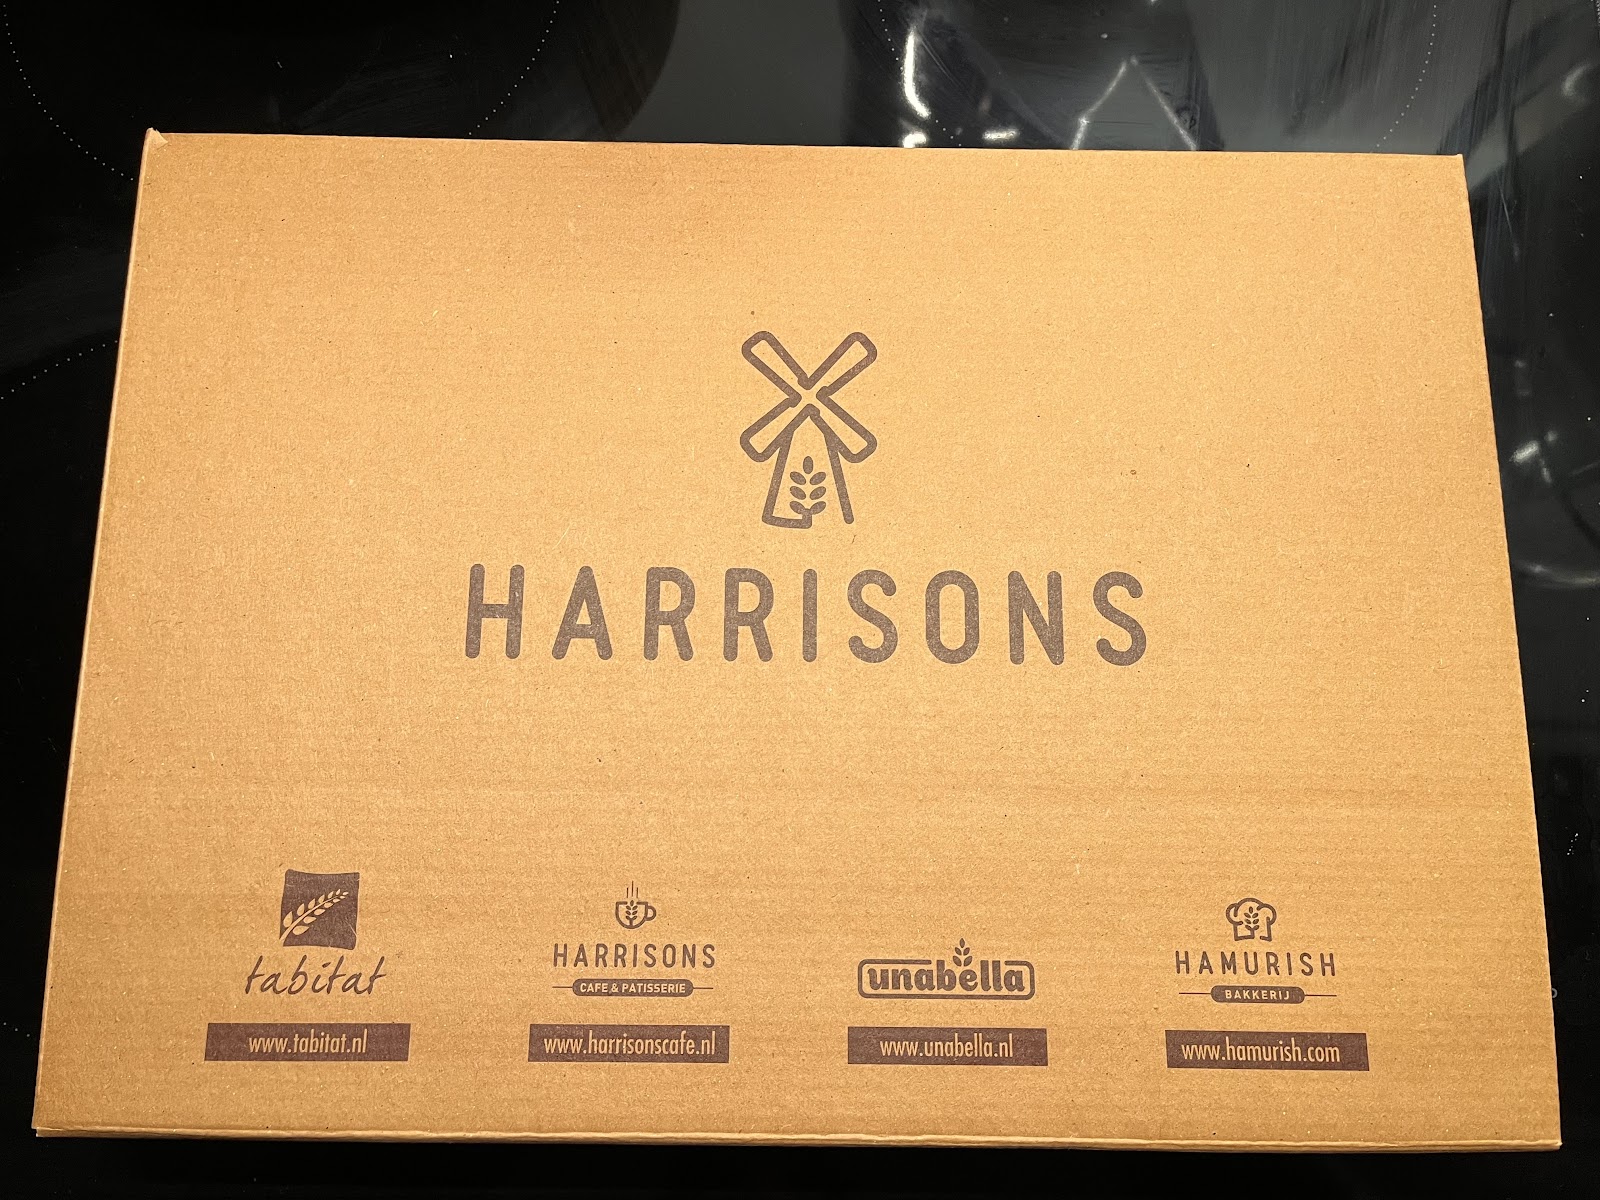 HARRISONS
tabitat
www.tabitat.nl
HARRISONS
CAFE & PATISSERIE
www.harrisonscafe.nl
unabella
www.unabella.nl
HAMURISH
BAKKERIJ
www.hamurish.com